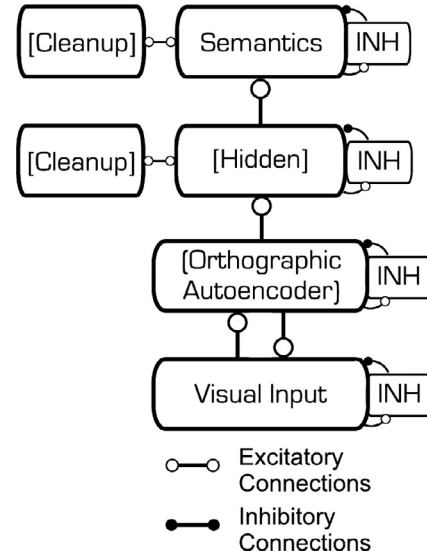 [Cleanup] Semantics INH
[Cleanup] [Hidden] INH
(Orthographic
Autoencoder) INH
Visual Input INH
Excitatory
Connections
Inhibitory
Connections